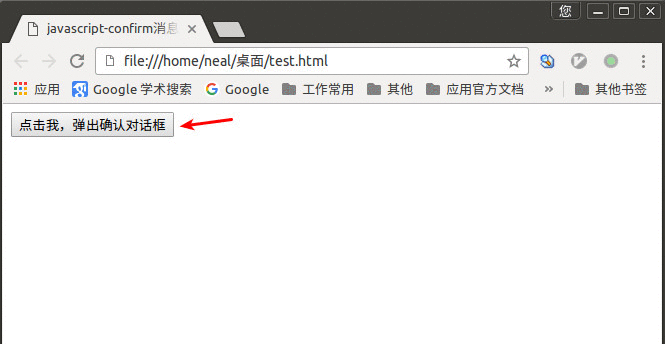 您
javascript-confirm消息
file:///home/neal/桌面/test.html
应用 Google 学术搜索 Google 工作常用 其他 应用官方文档 » 其他书签
点击我，弹出确认对话框